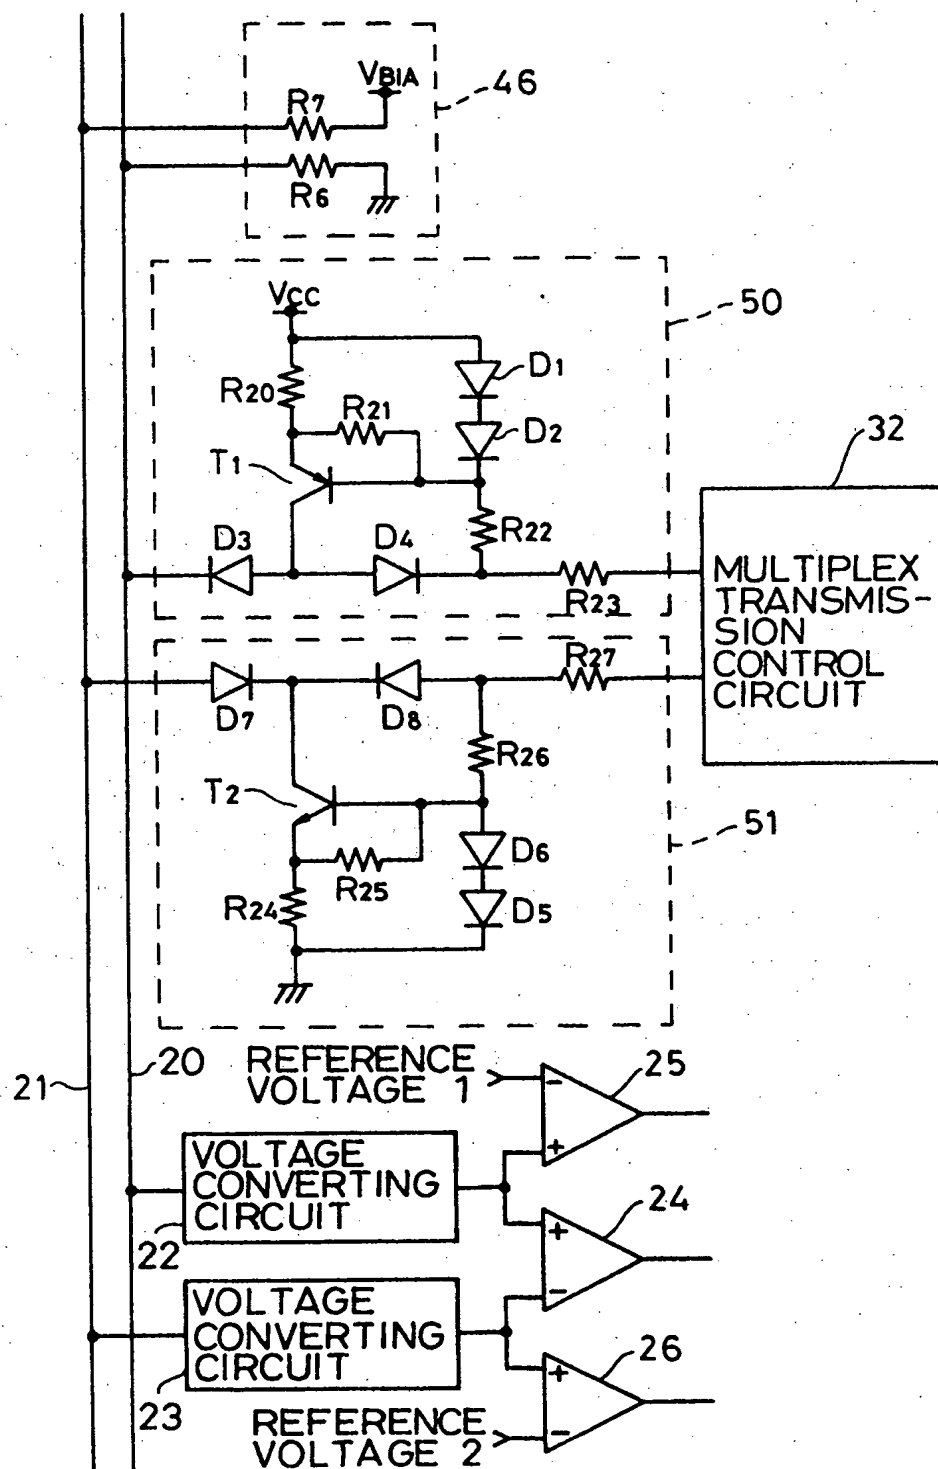 VBIA
46
R7
R6
VCC
50
D1
R20
R21
D2
32
T1
R22
D3
D4
R23
MULTIPLEX
TRANSMIS-
SION
CONTROL
CIRCUIT
R27
D7
D8
R26
T2
51
D6
R25
R24
D5
21
20
REFERENCE
VOLTAGE 1
25
-
+
VOLTAGE
CONVERTING
CIRCUIT
22
24
+
-
VOLTAGE
CONVERTING
CIRCUIT
23
26
+
-
REFERENCE
VOLTAGE 2